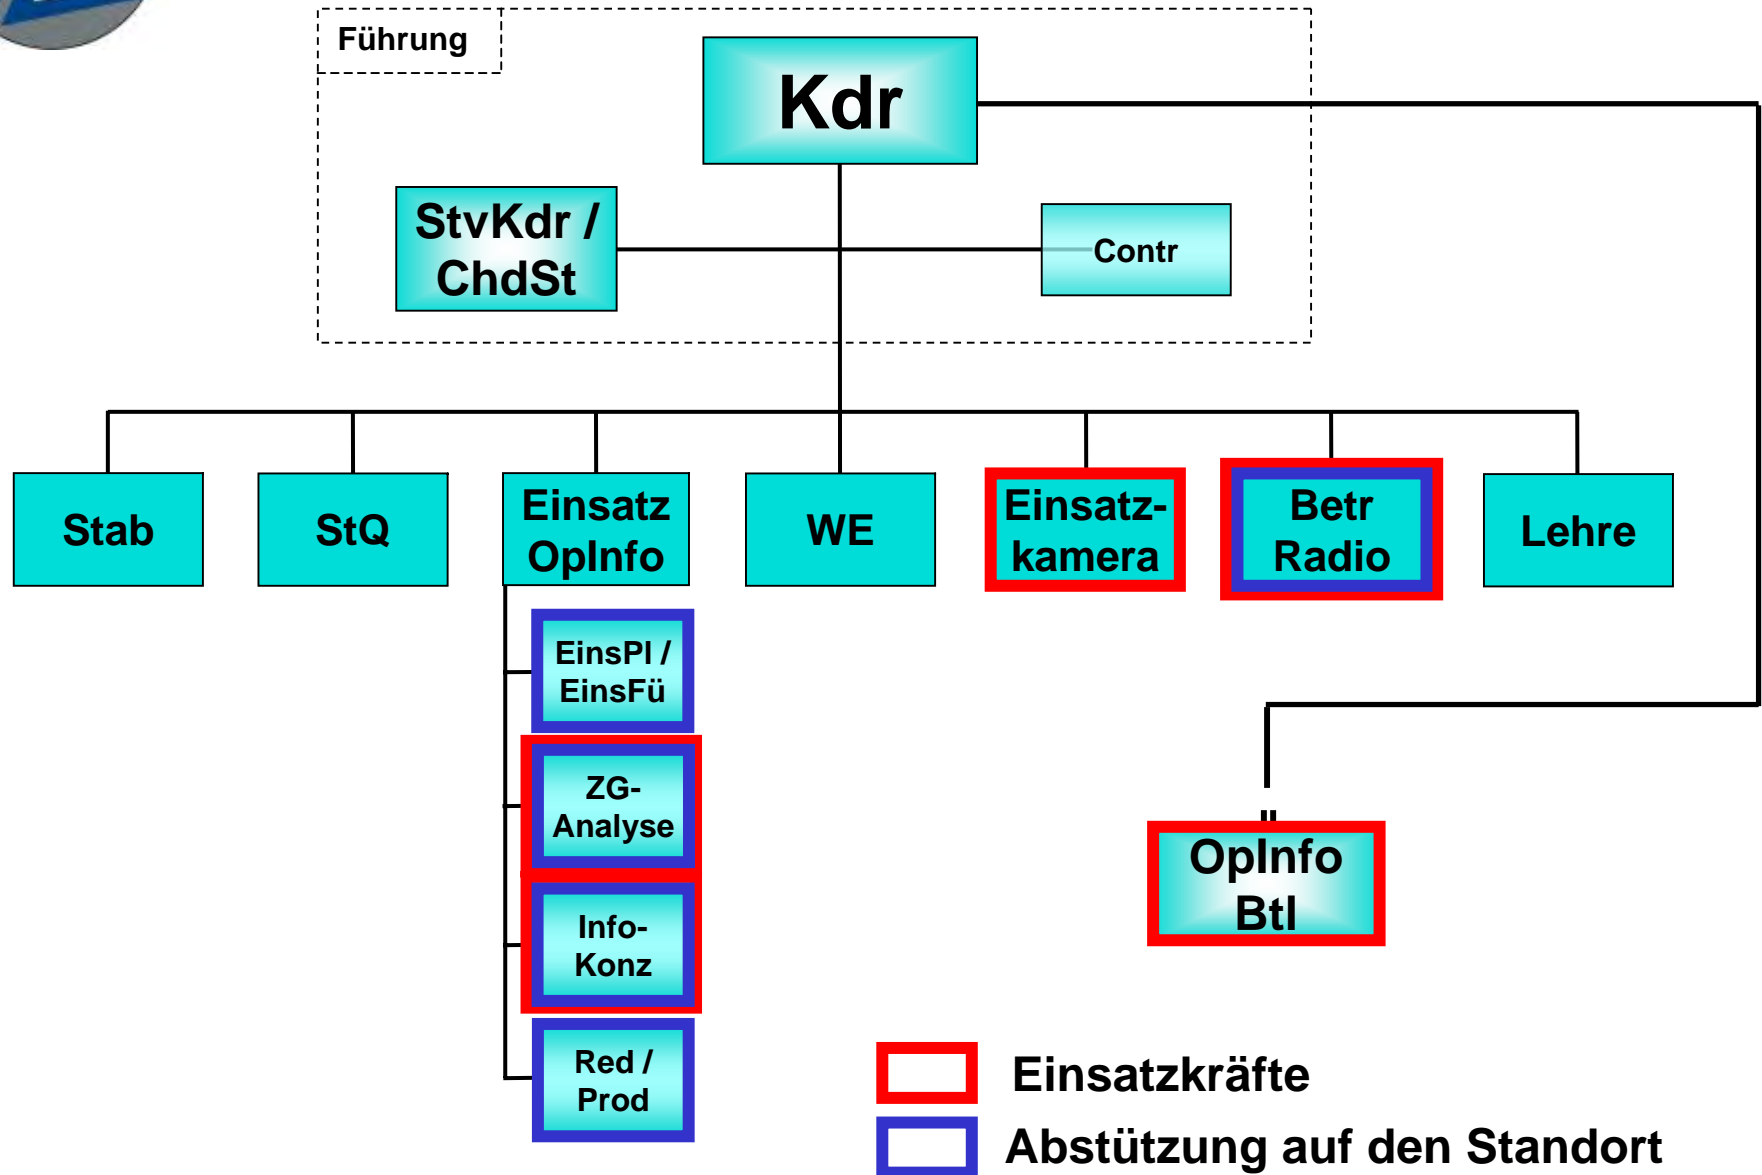 Führung
Kdr
StvKdr /
ChdSt
Contr
Stab
StQ
Einsatz
OpInfo
WE
Einsatz-
kamera
Betr
Radio
Lehre
EinsPl /
EinsFü
ZG-
Analyse
Info-
Konz
Red /
Prod
OpInfo
Btl
Einsatzkräfte
Abstützung auf den Standort